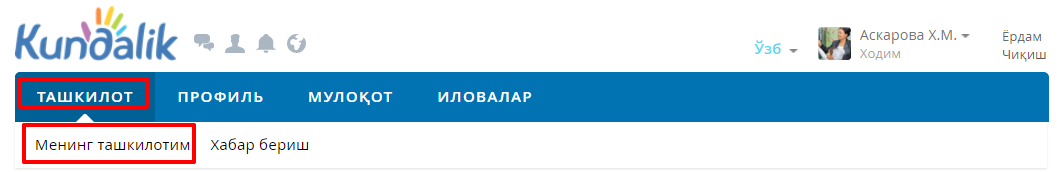 Kundalik
Ўзб
Аскарова Х.М.
Ходим
Ёрдам
Чиқиш
ТАШКИЛОТ ПРОФИЛЬ МУЛОҚОТ ИЛОВАЛАР
Менинг ташкилотим Хабар бериш